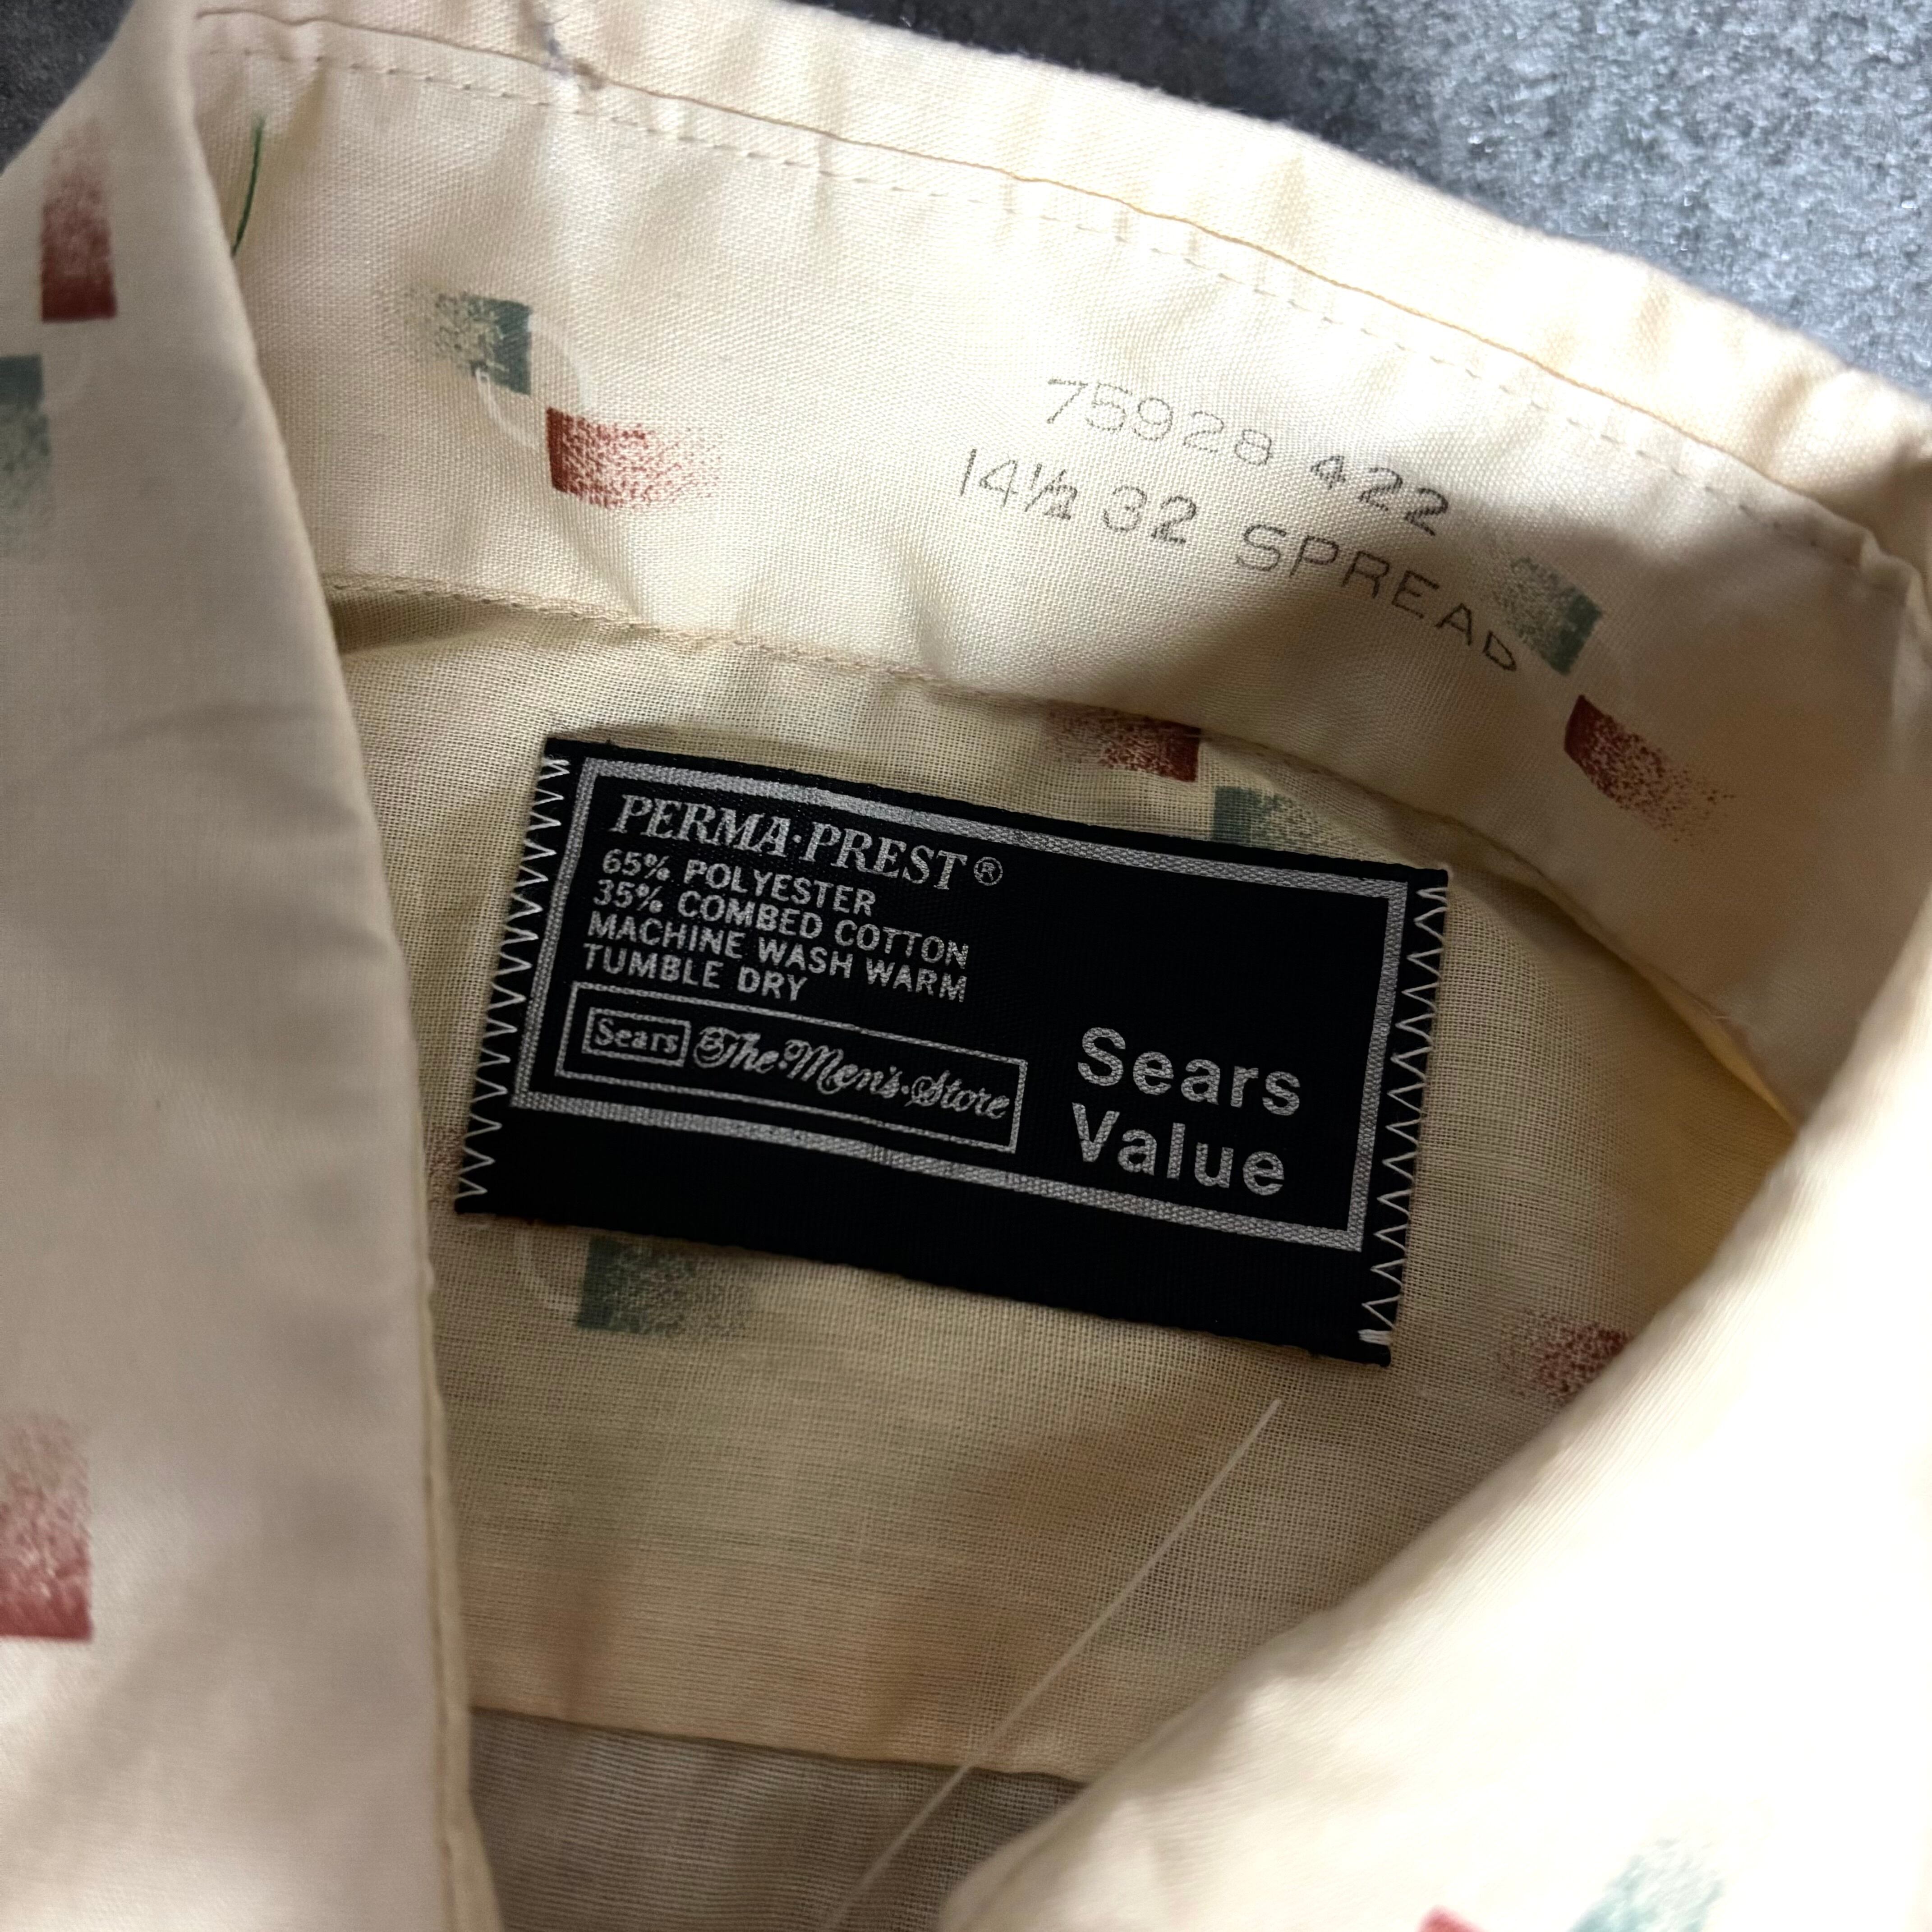 75928 422
14½ 32 SPREAD
PERMA·PREST®
65% POLYESTER
35% COMBED COTTON
MACHINE WASH WARM
TUMBLE DRY
Sears The·Men's·Store
Sears
Value